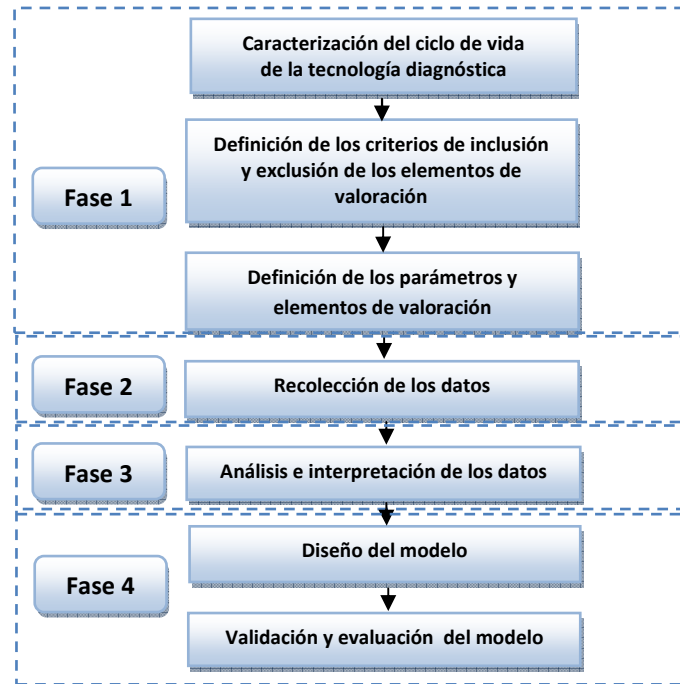 Caracterización del ciclo de vida
de la tecnología diagnóstica
Fase 1
Definición de los criterios de inclusión
y exclusión de los elementos de
valoración
Definición de los parámetros y
elementos de valoración
Fase 2
Recolección de los datos
Fase 3
Análisis e interpretación de los datos
Fase 4
Diseño del modelo
Validación y evaluación del modelo